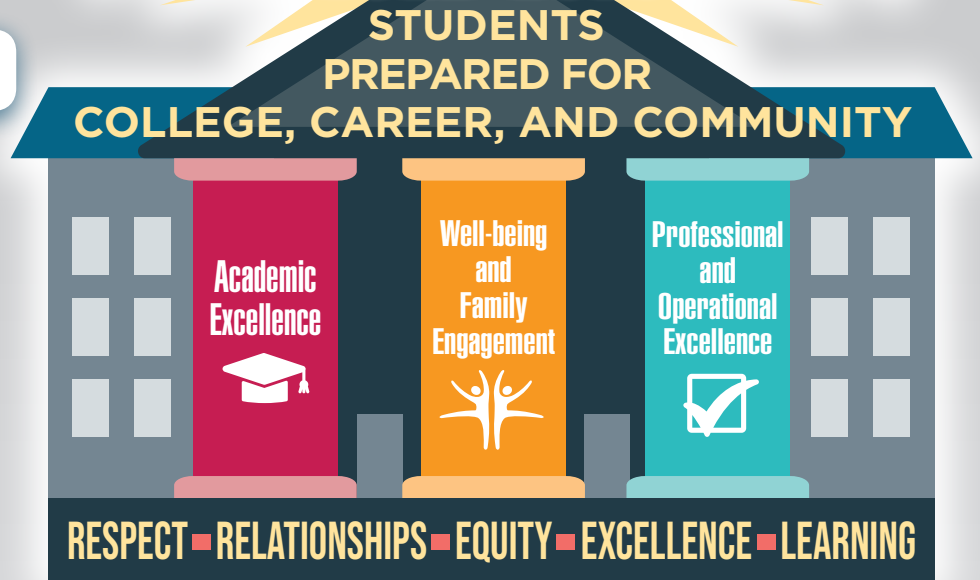 STUDENTS
PREPARED FOR
COLLEGE, CAREER, AND COMMUNITY
Academic
Excellence
Well-being
and
Family
Engagement
Professional
and
Operational
Excellence
RESPECT - RELATIONSHIPS - EQUITY - EXCELLENCE - LEARNING